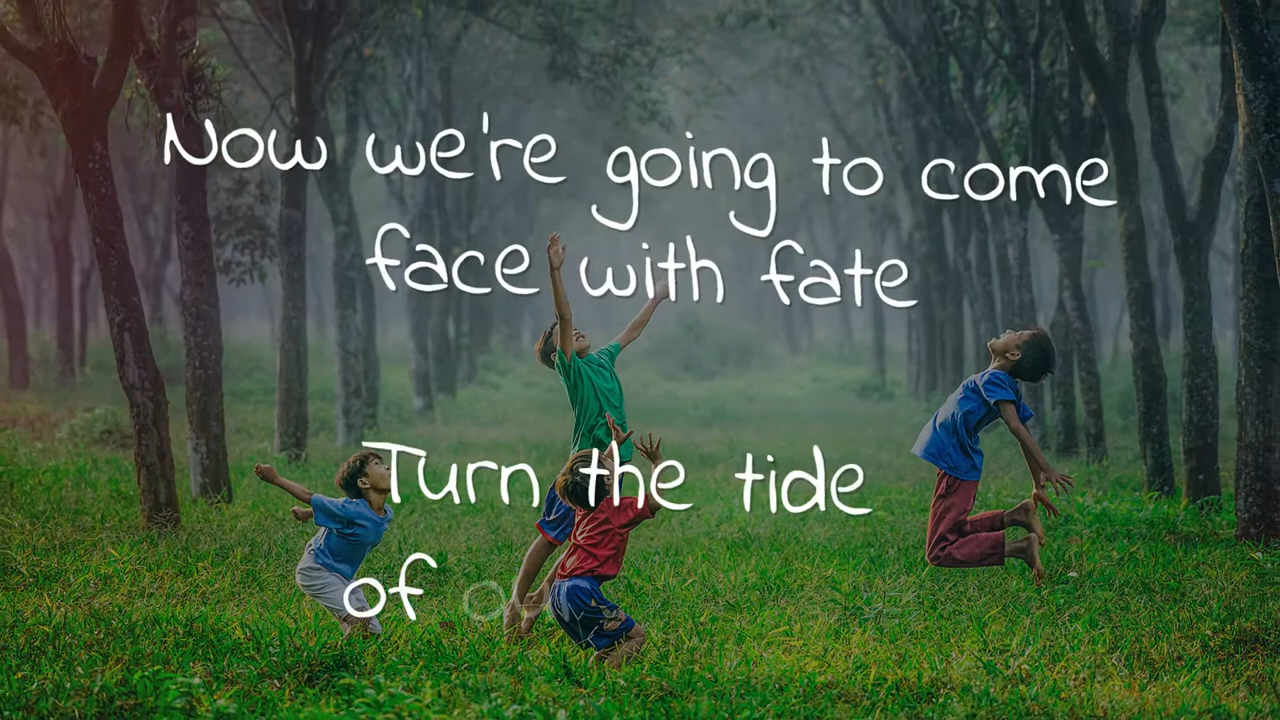 Now we're going to come
face with fate
Turn the tide
of